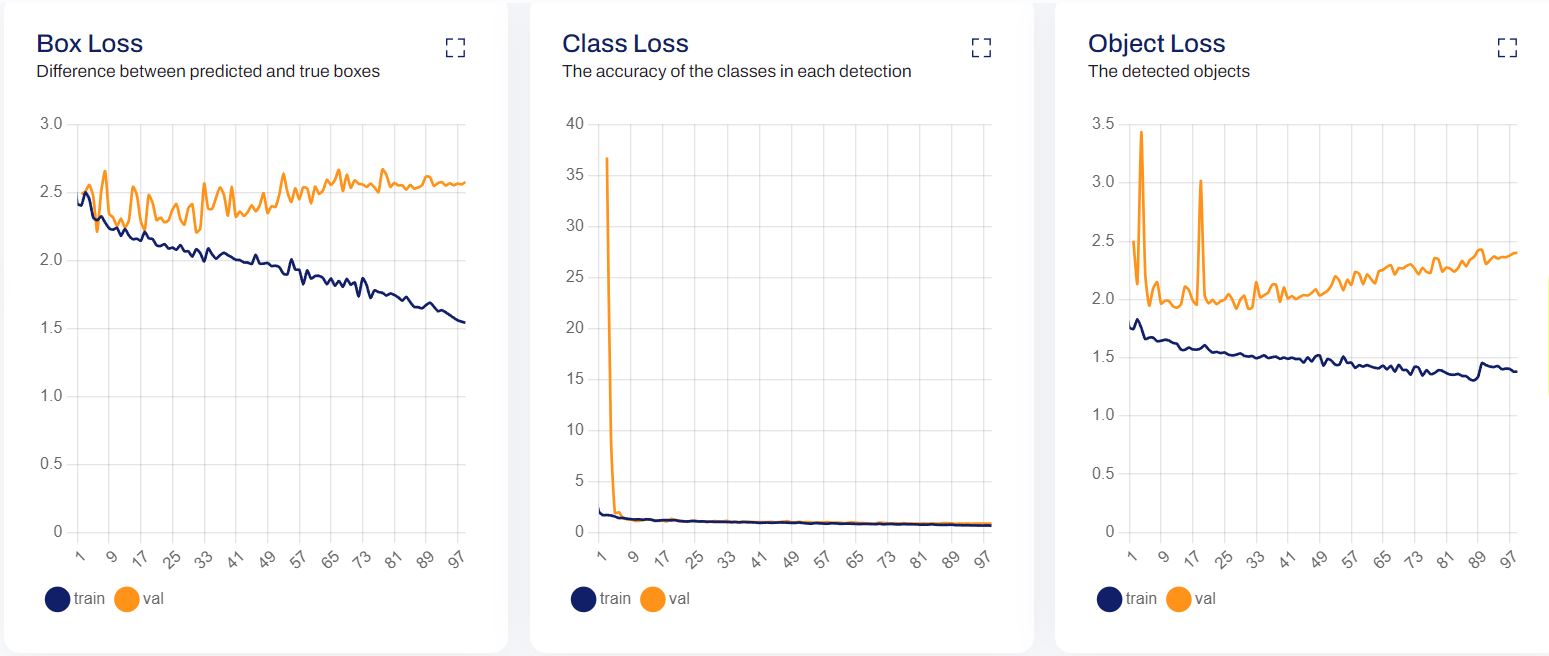 Box Loss
Difference between predicted and true boxes
3.0
2.5
2.0
1.5
1.0
0.5
0
1 9 17 25 33 41 49 57 65 73 81 89 97
train val
Class Loss
The accuracy of the classes in each detection
40
35
30
25
20
15
10
5
0
1 9 17 25 33 41 49 57 65 73 81 89 97
train val
Object Loss
The detected objects
3.5
3.0
2.5
2.0
1.5
1.0
0.5
0
1 9 17 25 33 41 49 57 65 73 81 89 97
train val